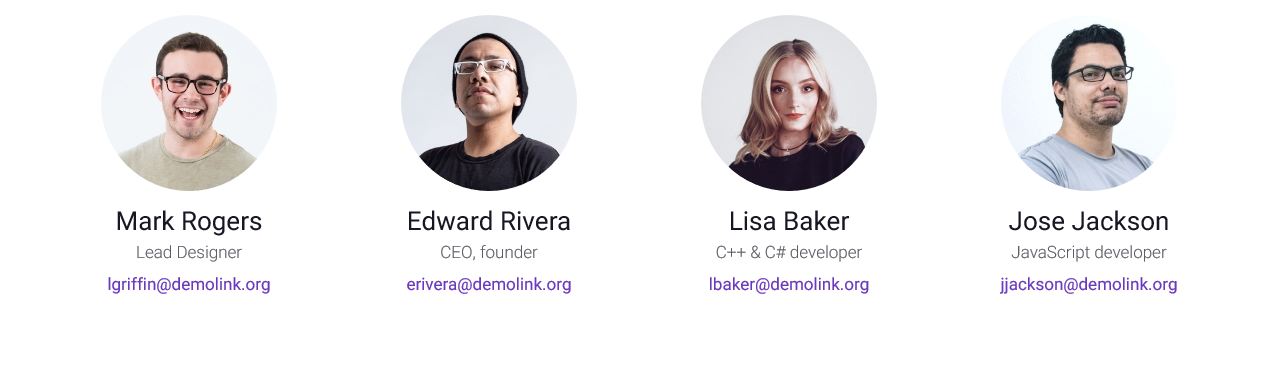 Mark Rogers
Lead Designer
lgriffin@demolink.org
Edward Rivera
CEO, founder
erivera@demolink.org
Lisa Baker
C++ & C# developer
lbaker@demolink.org
Jose Jackson
JavaScript developer
jjackson@demolink.org